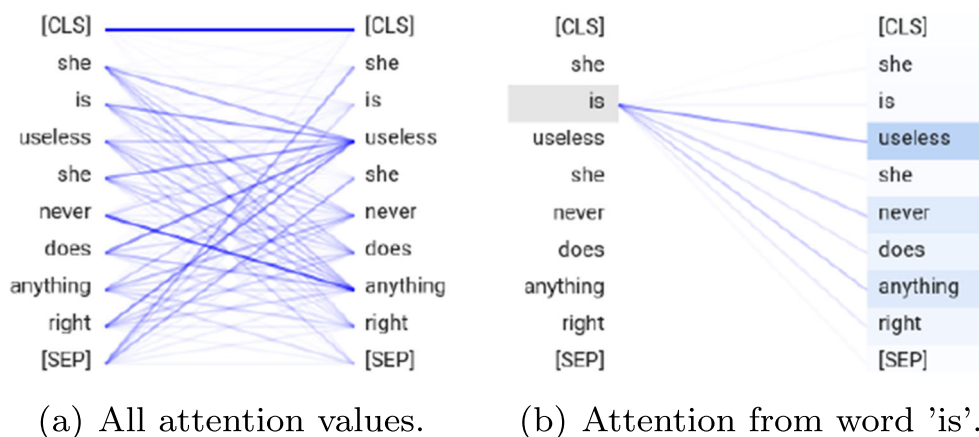 [CLS] [CLS] [CLS] [CLS]
she she she she
is is is is
useless useless useless useless
she she she she
never never never never
does does does does
anything anything anything anything
right right right right
[SEP] [SEP] [SEP] [SEP]
(a) All attention values. (b) Attention from word ’is’.